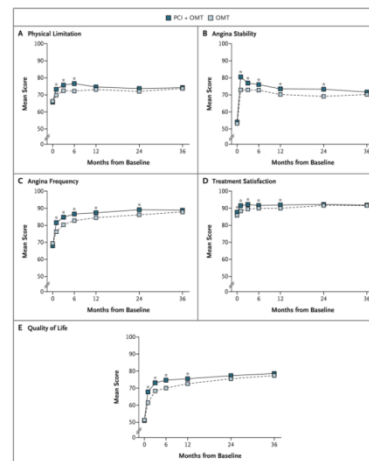 PCI + OMT OMT
A Physical Limitation
100
90
80
70
60
50
0
Mean Score
0 6 12 24 36
Months from Baseline
B Angina Stability
100
90
80
70
60
50
0
Mean Score
0 6 12 24 36
Months from Baseline
C Angina Frequency
100
90
80
70
60
50
0
Mean Score
0 6 12 24 36
Months from Baseline
D Treatment Satisfaction
100
90
80
70
60
50
0
Mean Score
0 6 12 24 36
Months from Baseline
E Quality of Life
100
90
80
70
60
50
0
Mean Score
0 6 12 24 36
Months from Baseline